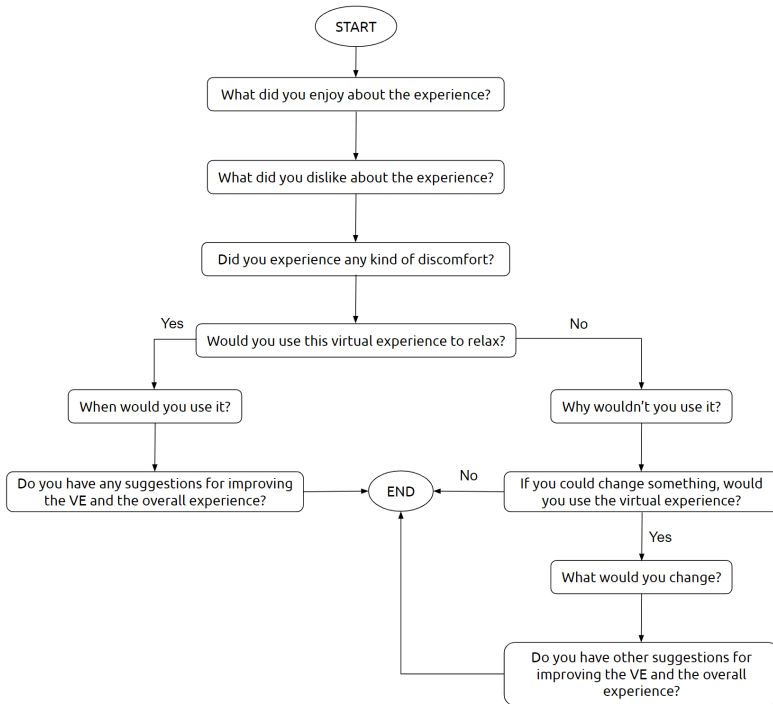 START
What did you enjoy about the experience?
What did you dislike about the experience?
Did you experience any kind of discomfort?
Yes
No
Would you use this virtual experience to relax?
When would you use it?
Why wouldn't you use it?
Do you have any suggestions for improving
the VE and the overall experience?
END
No
If you could change something, would
you use the virtual experience?
Yes
What would you change?
Do you have other suggestions for
improving the VE and the overall
experience?